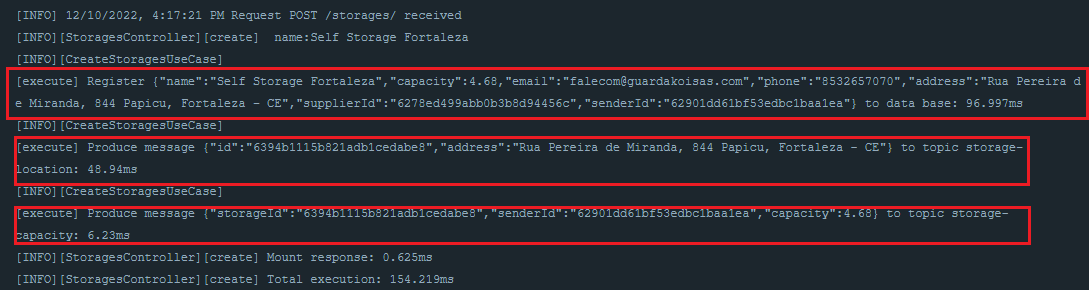 [INFO] 12/10/2022, 4:17:21 PM Request POST /storages/ received
[INFO][StoragesController][create]  name:Self Storage Fortaleza
[INFO][CreateStoragesUseCase]
[execute] Register {"name":"Self Storage Fortaleza","capacity":4.68,"email":"falecom@guardakoisas.com","phone":"8532657070","address":"Rua Pereira d
e Miranda, 844 Papicu, Fortaleza - CE","supplierId":"6278ed499abb0b3b8d94456c","senderId":"62901dd61bf53edbc1baa1ea"} to data base: 96.997ms
[INFO][CreateStoragesUseCase]
[execute] Produce message {"id":"6394b1115b821adb1cedabe8","address":"Rua Pereira de Miranda, 844 Papicu, Fortaleza - CE"} to topic storage-
location: 48.94ms
[INFO][CreateStoragesUseCase]
[execute] Produce message {"storageId":"6394b1115b821adb1cedabe8","senderId":"62901dd61bf53edbc1baa1ea","capacity":4.68} to topic storage-
capacity: 6.23ms
[INFO][StoragesController][create] Mount response: 0.625ms
[INFO][StoragesController][create] Total execution: 154.219ms